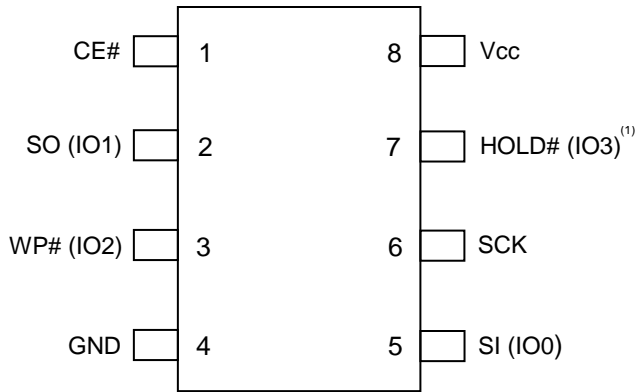 CE# 1 8 Vcc
SO (IO1) 2 7 HOLD# (IO3)(1)
WP# (IO2) 3 6 SCK
GND 4 5 SI (IO0)